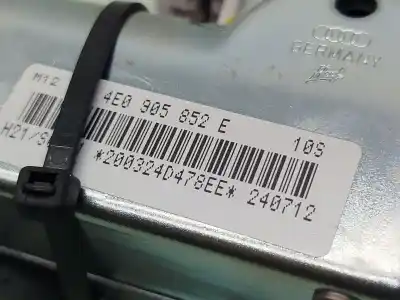 GERMANY
M12
4E0 905 852 E 10S
*200324D478EE* 240712